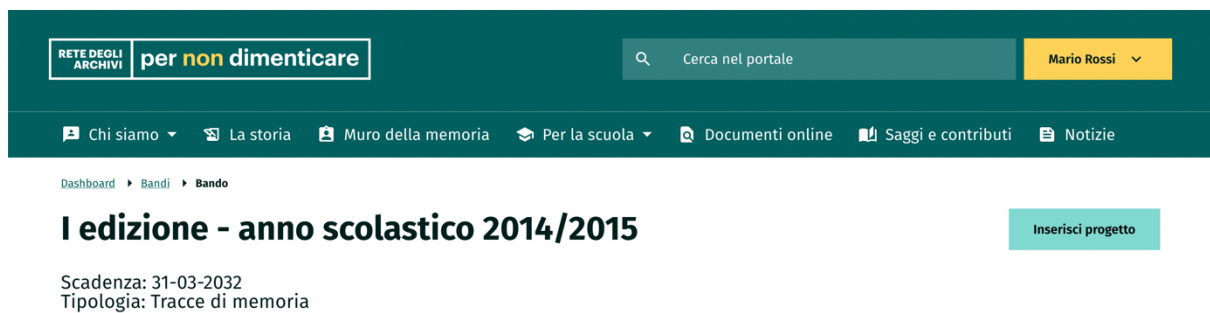 RETE DEGLI
ARCHIVI
per non dimenticare
Cerca nel portale
Mario Rossi
Chi siamo
La storia
Muro della memoria
Per la scuola
Documenti online
Saggi e contributi
Notizie
Dashboard
Bandi
Bando
I edizione - anno scolastico 2014/2015
Inserisci progetto
Scadenza: 31-03-2032
Tipologia: Tracce di memoria